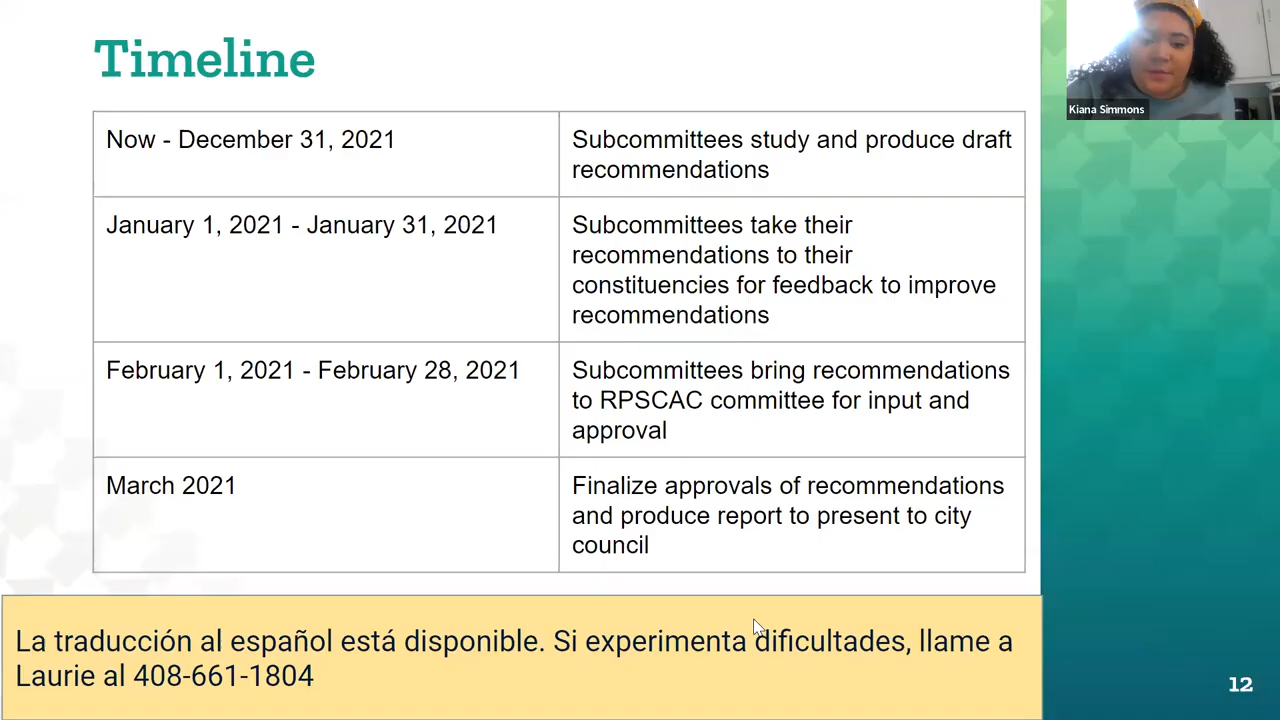 Timeline
Now - December 31, 2021
Subcommittees study and produce draft
recommendations
January 1, 2021 - January 31, 2021
Subcommittees take their
recommendations to their
constituencies for feedback to improve
recommendations
February 1, 2021 - February 28, 2021
Subcommittees bring recommendations
to RPSCAC committee for input and
approval
March 2021
Finalize approvals of recommendations
and produce report to present to city
council
La traducción al español está disponible. Si experimenta dificultades, llame a
Laurie al 408-661-1804
Kiana Simmons
12